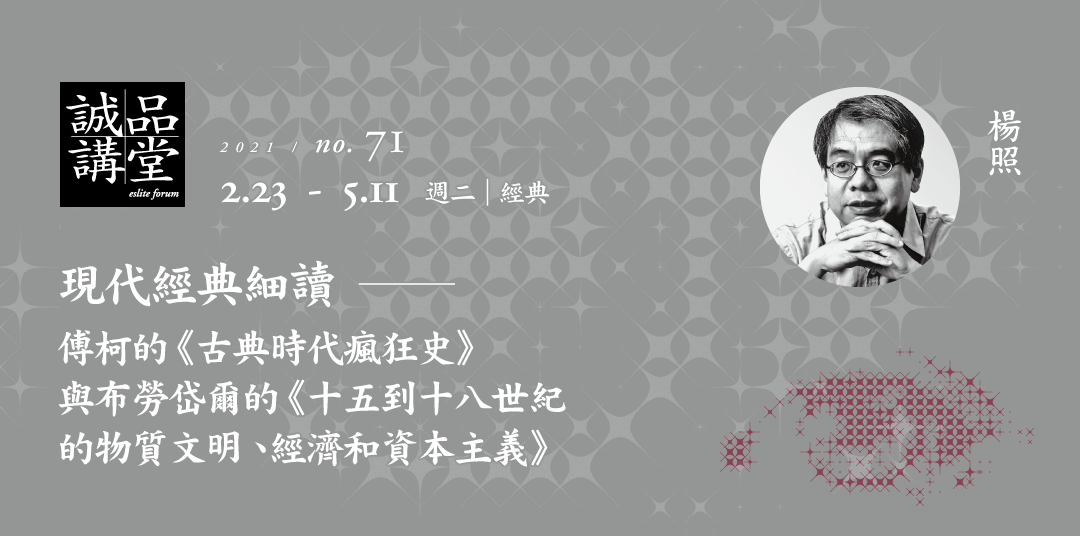 誠品
講堂
eslite forum
2021 / no. 71
2.23 - 5.11 週二｜經典
楊照
現代經典細讀 ——
傅柯的《古典時代瘋狂史》
與布勞岱爾的《十五到十八世紀
的物質文明、經濟和資本主義》